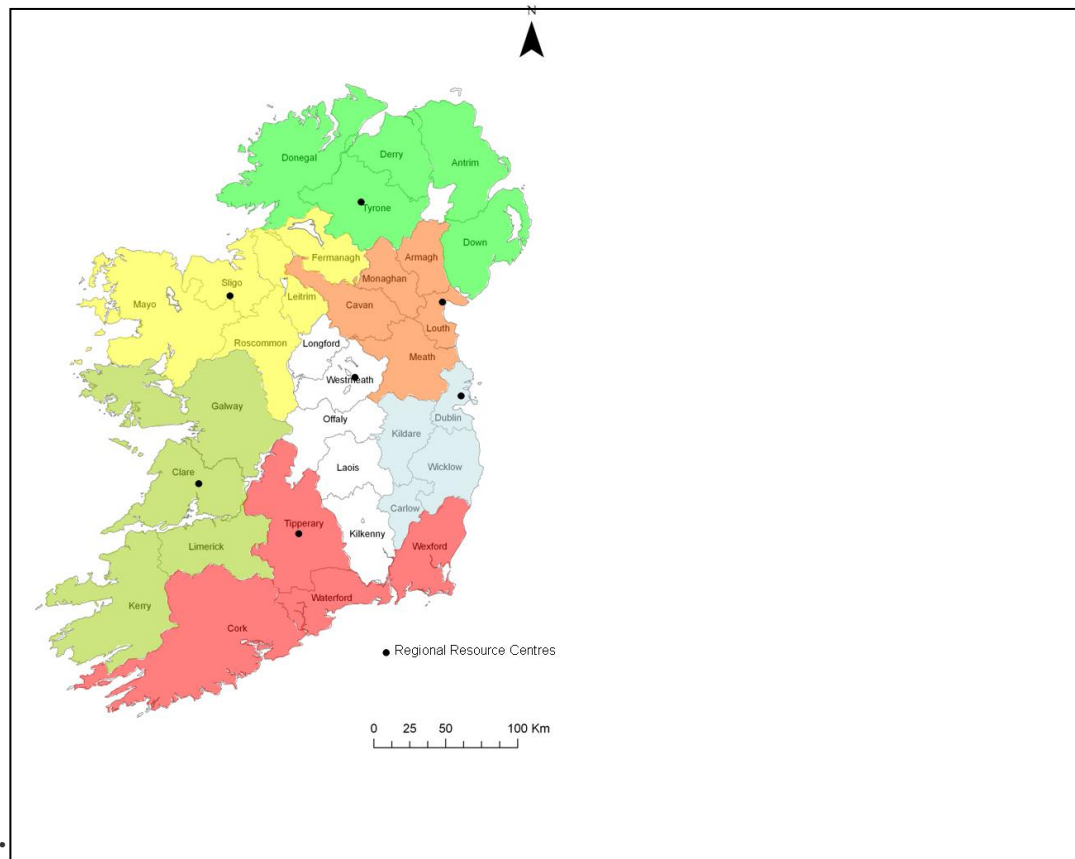 N
Donegal
Derry
Antrim
Tyrone
Down
Fermanagh
Armagh
Monaghan
Sligo
Leitrim
Cavan
Mayo
Louth
Roscommon
Longford
Meath
Westmeath
Galway
Offaly
Dublin
Kildare
Laois
Wicklow
Clare
Carlow
Tipperary
Kilkenny
Limerick
Wexford
Waterford
Kerry
Cork
Regional Resource Centres
0 25 50 100 Km